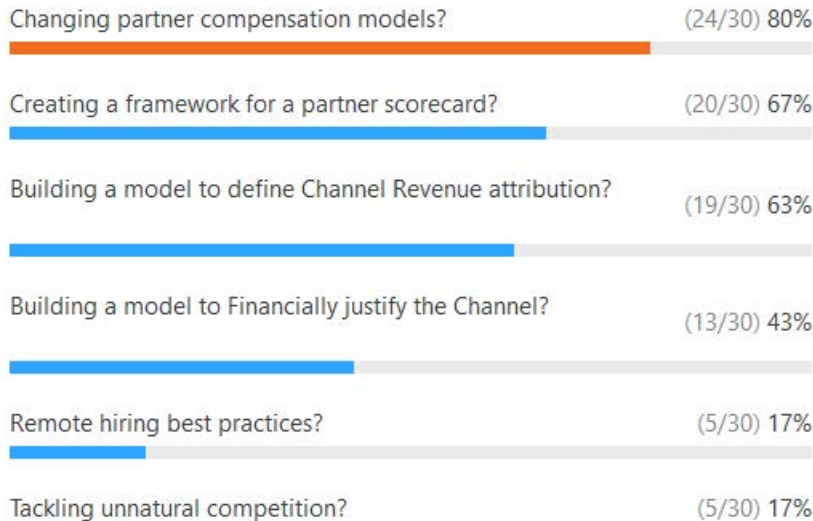 Changing partner compensation models? (24/30) 80%
Creating a framework for a partner scorecard? (20/30) 67%
Building a model to define Channel Revenue attribution? (19/30) 63%
Building a model to Financially justify the Channel? (13/30) 43%
Remote hiring best practices? (5/30) 17%
Tackling unnatural competition? (5/30) 17%